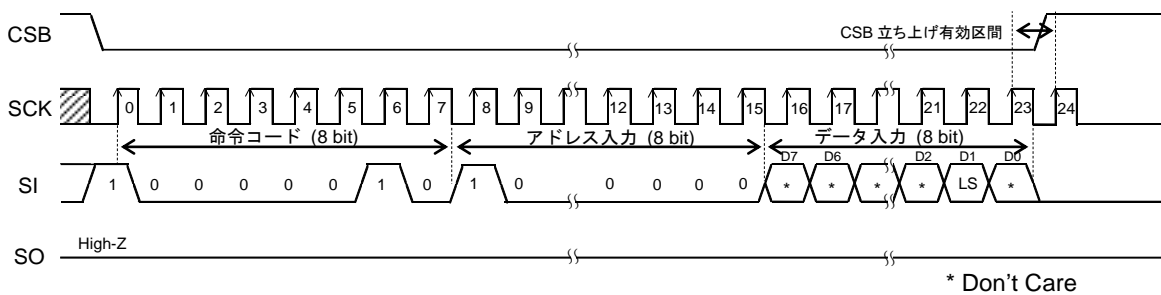 CSB
CSB 立ち上げ有効区間
SCK
0 1 2 3 4 5 6 7 8 9 12 13 14 15 16 17 21 22 23 24
命令コード (8 bit) アドレス入力 (8 bit) データ入力 (8 bit)
D7 D6 D2 D1 D0
SI
1 0 0 0 0 0 1 0 1 0 0 0 0 0 * * * * LS *
High-Z
SO
* Don't Care